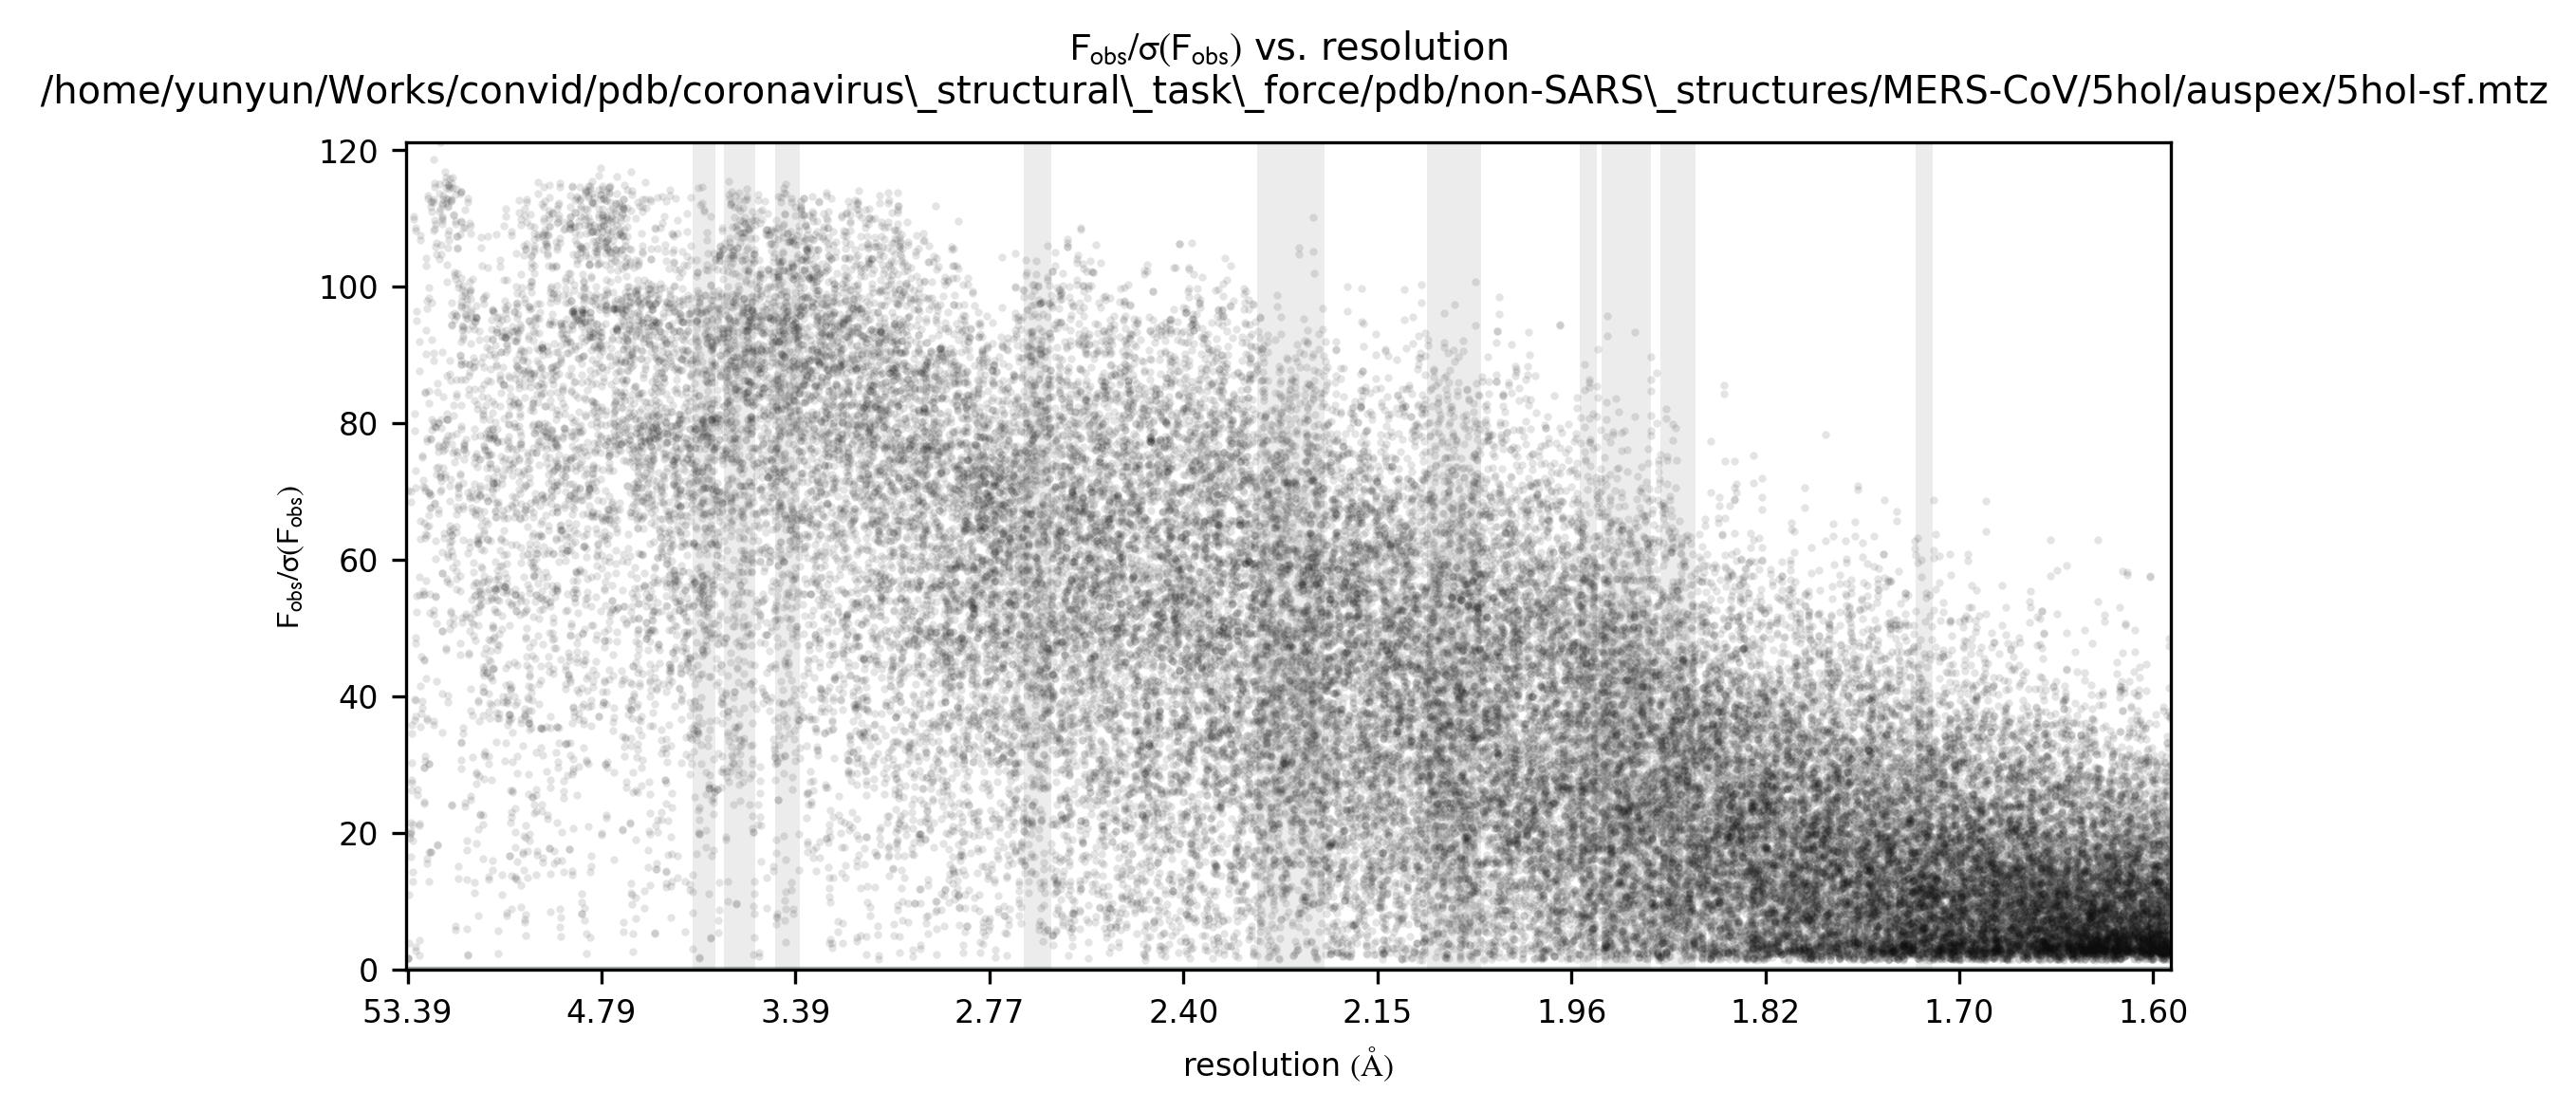 Fobs/σ(Fobs) vs. resolution
/home/yunyun/Works/convid/pdb/coronavirus\_structural\_task\_force/pdb/non-SARS\_structures/MERS-CoV/5hol/auspex/5hol-sf.mtz
Fobs/σ(Fobs)
120
100
80
60
40
20
0
53.39 4.79 3.39 2.77 2.40 2.15 1.96 1.82 1.70 1.60
resolution (Å)